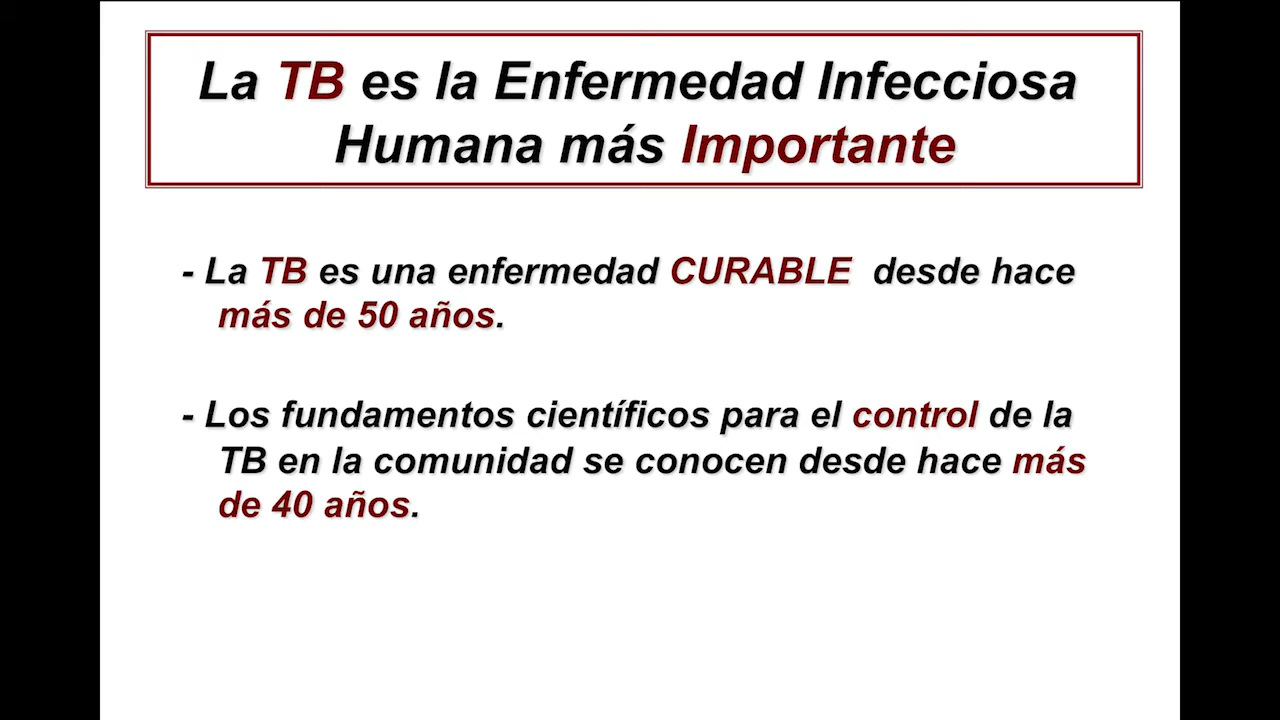 La TB es la Enfermedad Infecciosa
Humana más Importante
- La TB es una enfermedad CURABLE desde hace
más de 50 años.
- Los fundamentos científicos para el control de la
TB en la comunidad se conocen desde hace más
de 40 años.